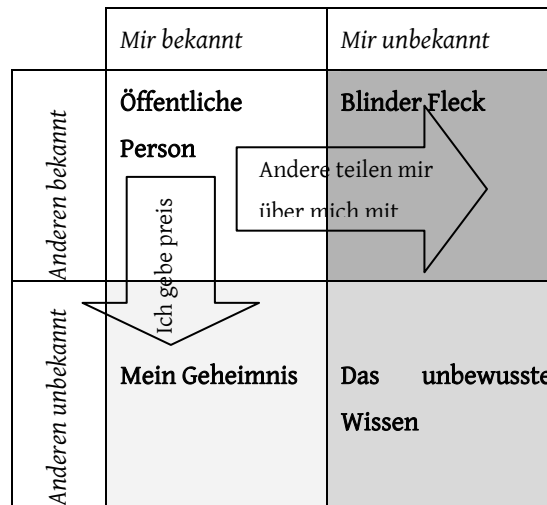 Mir bekannt
Mir unbekannt
Anderen bekannt
Öffentliche
Person
Blinder Fleck
Andere teilen mir
über mich mit
Ich gebe preis
Anderen unbekannt
Mein Geheimnis
Das unbewusste
Wissen